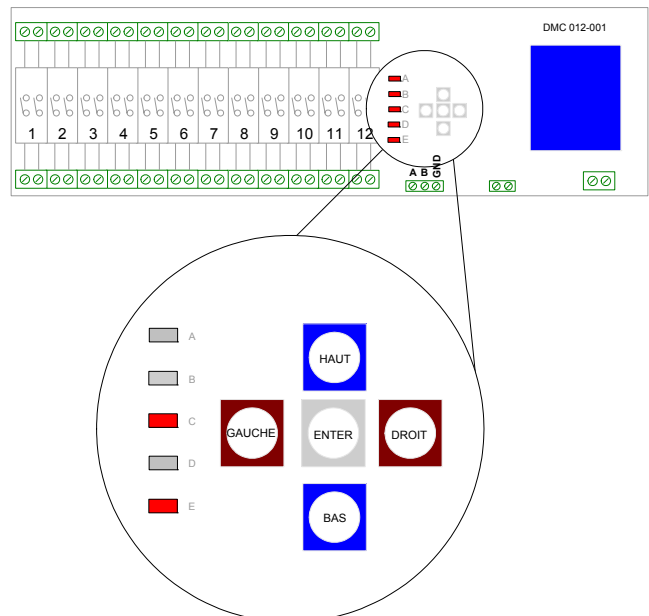 DMC 012-001
A
B
C
D
E
1 2 3 4 5 6 7 8 9 10 11 12
A B GND
A
B
C
D
E
HAUT
GAUCHE ENTER DROIT
BAS